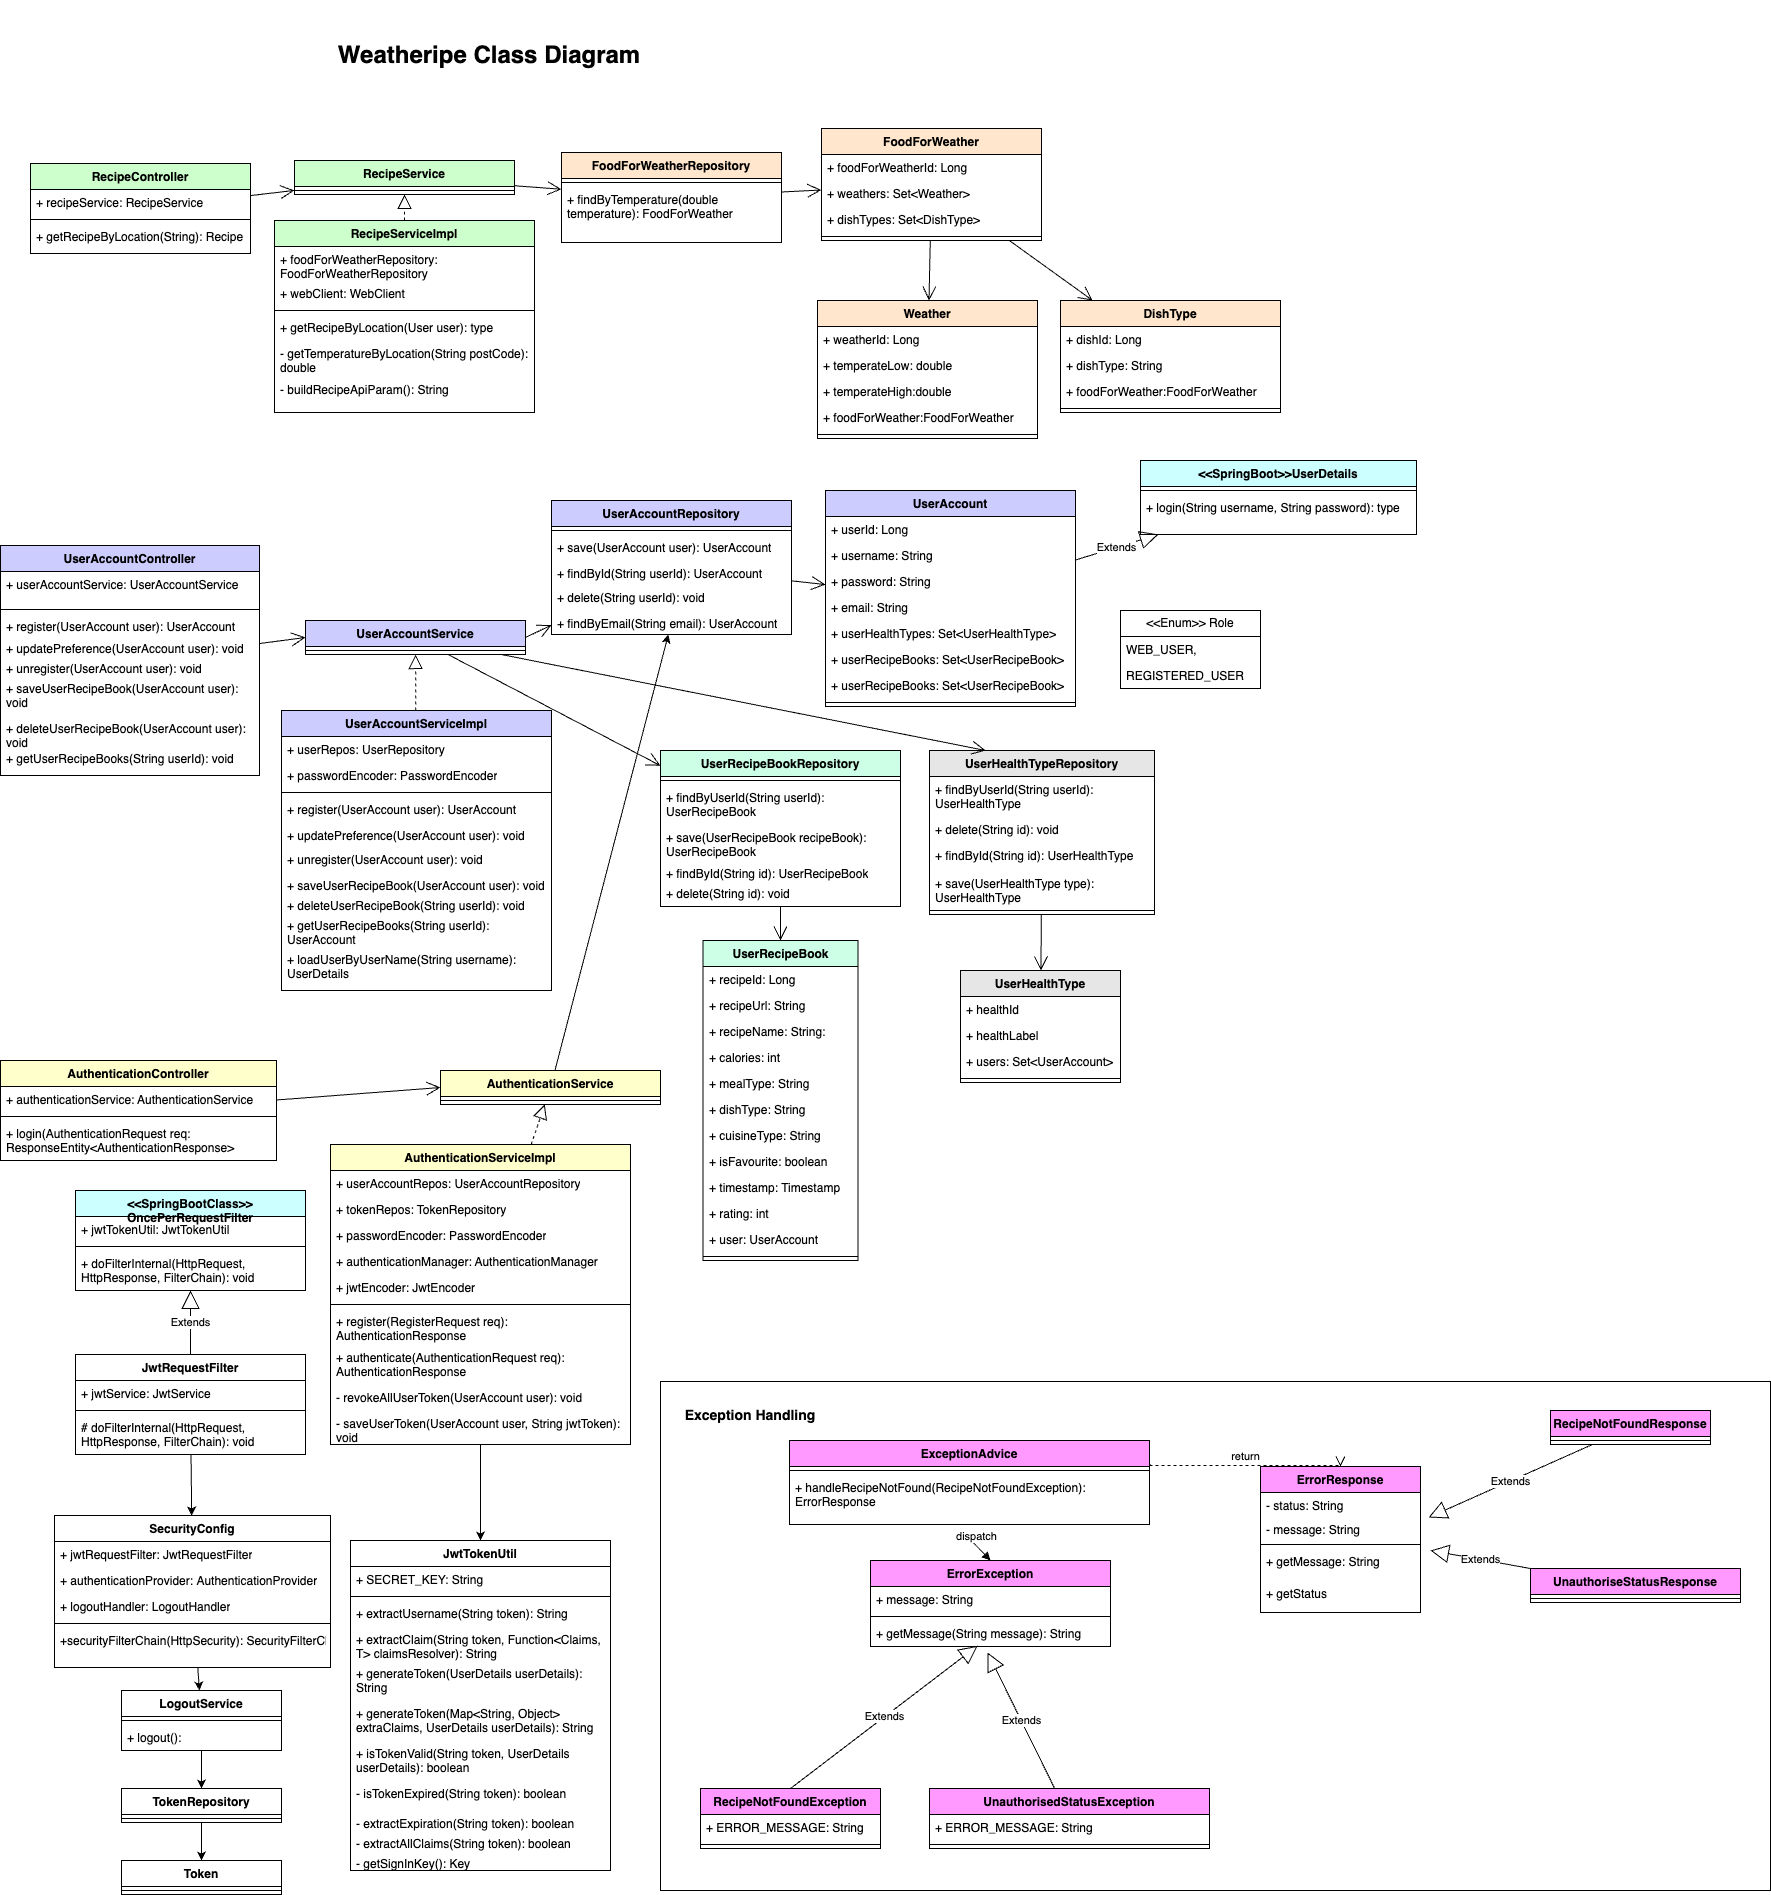 Weatheripe Class Diagram
RecipeController
+ recipeService: RecipeService
+ getRecipeByLocation(String): Recipe
RecipeService
RecipeServiceImpl
+ foodForWeatherRepository:
FoodForWeatherRepository
+ webClient: WebClient
+ getRecipeByLocation(User user): type
- getTemperatureByLocation(String postCode):
double
- buildRecipeApiParam(): String
FoodForWeatherRepository
+ findByTemperature(double
temperature): FoodForWeather
FoodForWeather
+ foodForWeatherId: Long
+ weathers: Set<Weather>
+ dishTypes: Set<DishType>
Weather
+ weatherId: Long
+ temperateLow: double
+ temperateHigh:double
+ foodForWeather:FoodForWeather
DishType
+ dishId: Long
+ dishType: String
+ foodForWeather:FoodForWeather
UserAccountController
+ userAccountService: UserAccountService
+ register(UserAccount user): UserAccount
+ updatePreference(UserAccount user): void
+ unregister(UserAccount user): void
+ saveUserRecipeBook(UserAccount user):
void
+ deleteUserRecipeBook(UserAccount user):
void
+ getUserRecipeBooks(String userId): void
UserAccountService
UserAccountServiceImpl
+ userRepos: UserRepository
+ passwordEncoder: PasswordEncoder
+ register(UserAccount user): UserAccount
+ updatePreference(UserAccount user): void
+ unregister(UserAccount user): void
+ saveUserRecipeBook(UserAccount user): void
+ deleteUserRecipeBook(String userId): void
+ getUserRecipeBooks(String userId):
UserAccount
+ loadUserByUserName(String username):
UserDetails
UserAccountRepository
+ save(UserAccount user): UserAccount
+ findById(String userId): UserAccount
+ delete(String userId): void
+ findByEmail(String email): UserAccount
UserAccount
+ userId: Long
+ username: String
+ password: String
+ email: String
+ userHealthTypes: Set<UserHealthType>
+ userRecipeBooks: Set<UserRecipeBook>
+ userRecipeBooks: Set<UserRecipeBook>
Extends
<<SpringBoot>>UserDetails
+ login(String username, String password): type
<<Enum>> Role
WEB_USER,
REGISTERED_USER
UserRecipeBookRepository
+ findByUserId(String userId):
UserRecipeBook
+ save(UserRecipeBook recipeBook):
UserRecipeBook
+ findById(String id): UserRecipeBook
+ delete(String id): void
UserHealthTypeRepository
+ findByUserId(String userId):
UserHealthType
+ delete(String id): void
+ findById(String id): UserHealthType
+ save(UserHealthType type):
UserHealthType
UserRecipeBook
+ recipeId: Long
+ recipeUrl: String
+ recipeName: String:
+ calories: int
+ mealType: String
+ dishType: String
+ cuisineType: String
+ isFavourite: boolean
+ timestamp: Timestamp
+ rating: int
+ user: UserAccount
UserHealthType
+ healthId
+ healthLabel
+ users: Set<UserAccount>
AuthenticationController
+ authenticationService: AuthenticationService
+ login(AuthenticationRequest req:
ResponseEntity<AuthenticationResponse>
AuthenticationService
AuthenticationServiceImpl
+ userAccountRepos: UserAccountRepository
+ tokenRepos: TokenRepository
+ passwordEncoder: PasswordEncoder
+ authenticationManager: AuthenticationManager
+ jwtEncoder: JwtEncoder
+ register(RegisterRequest req):
AuthenticationResponse
+ authenticate(AuthenticationRequest req):
AuthenticationResponse
- revokeAllUserToken(UserAccount user): void
- saveUserToken(UserAccount user, String jwtToken):
void
<<SpringBootClass>>
OncePerRequestFilter
+ jwtTokenUtil: JwtTokenUtil
+ doFilterInternal(HttpRequest,
HttpResponse, FilterChain): void
Extends
JwtRequestFilter
+ jwtService: JwtService
# doFilterInternal(HttpRequest,
HttpResponse, FilterChain): void
SecurityConfig
+ jwtRequestFilter: JwtRequestFilter
+ authenticationProvider: AuthenticationProvider
+ logoutHandler: LogoutHandler
+securityFilterChain(HttpSecurity): SecurityFilterC
LogoutService
+ logout():
TokenRepository
Token
JwtTokenUtil
+ SECRET_KEY: String
+ extractUsername(String token): String
+ extractClaim(String token, Function<Claims,
T> claimsResolver): String
+ generateToken(UserDetails userDetails):
String
+ generateToken(Map<String, Object>
extraClaims, UserDetails userDetails): String
+ isTokenValid(String token, UserDetails
userDetails): boolean
- isTokenExpired(String token): boolean
- extractExpiration(String token): boolean
- extractAllClaims(String token): boolean
- getSignInKey(): Key
Exception Handling
ExceptionAdvice
+ handleRecipeNotFound(RecipeNotFoundException):
ErrorResponse
return
dispatch
ErrorResponse
- status: String
- message: String
+ getMessage: String
+ getStatus
RecipeNotFoundResponse
Extends
Extends
UnauthoriseStatusResponse
ErrorException
+ message: String
+ getMessage(String message): String
Extends
Extends
RecipeNotFoundException
+ ERROR_MESSAGE: String
UnauthorisedStatusException
+ ERROR_MESSAGE: String